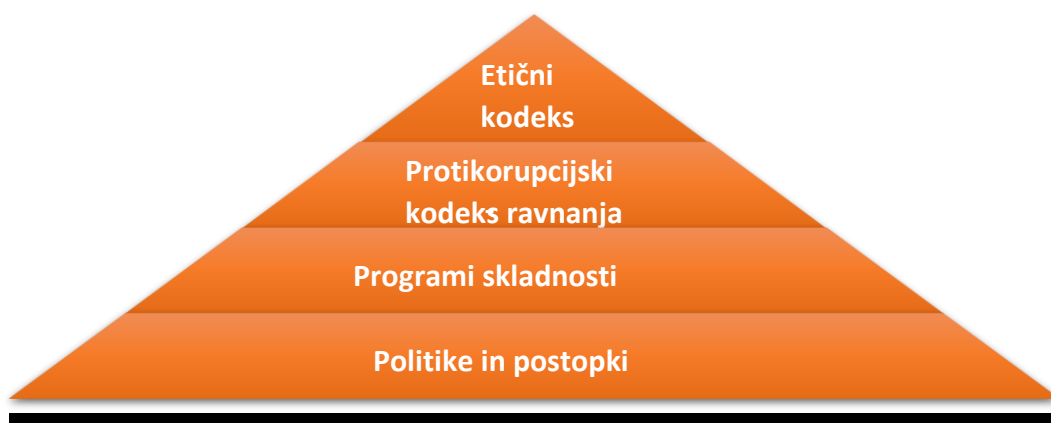 Etični
kodeks
Protikorupcijski
kodeks ravnanja
Programi skladnosti
Politike in postopki